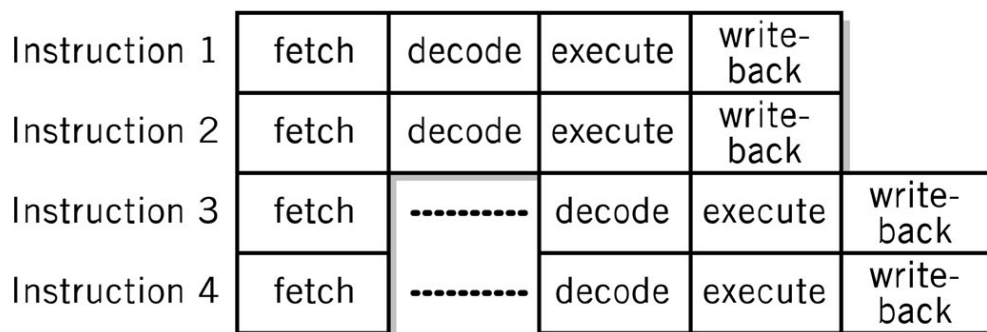 Instruction 1 fetch decode execute write-
back
Instruction 2 fetch decode execute write-
back
Instruction 3 fetch ---------- decode execute write-
back
Instruction 4 fetch ---------- decode execute write-
back